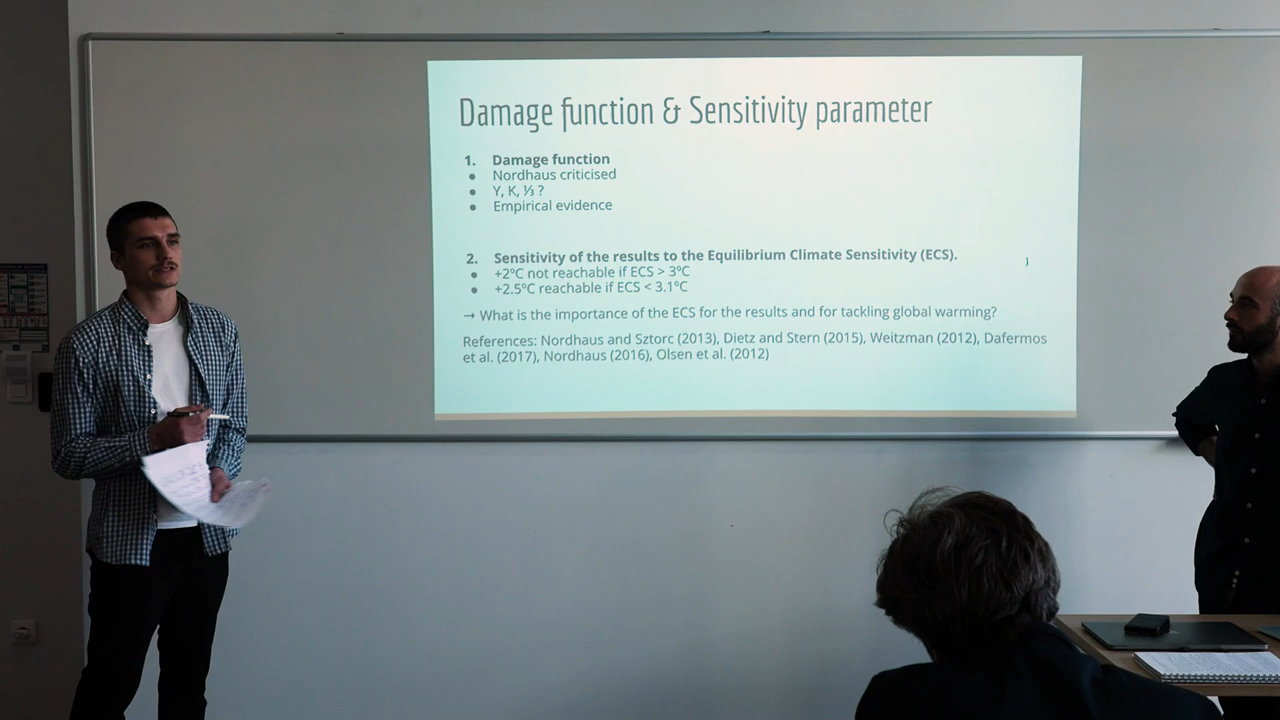 Damage function & Sensitivity parameter
1. Damage function
● Nordhaus criticised
● Y, K, ⅓ ?
● Empirical evidence
2. Sensitivity of the results to the Equilibrium Climate Sensitivity (ECS).
● +2°C not reachable if ECS > 3°C
● +2.5°C reachable if ECS < 3.1°C
→ What is the importance of the ECS for the results and for tackling global warming?
References: Nordhaus and Sztorc (2013), Dietz and Stern (2015), Weitzman (2012), Dafermos
et al. (2017), Nordhaus (2016), Olsen et al. (2012)